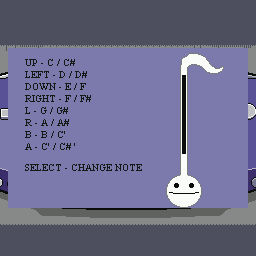 UP - C / C#
LEFT - D / D#
DOWN - E / F
RIGHT - F / F#
L - G / G#
R - A / A#
B - B / C'
A - C' / C#'
SELECT - CHANGE NOTE